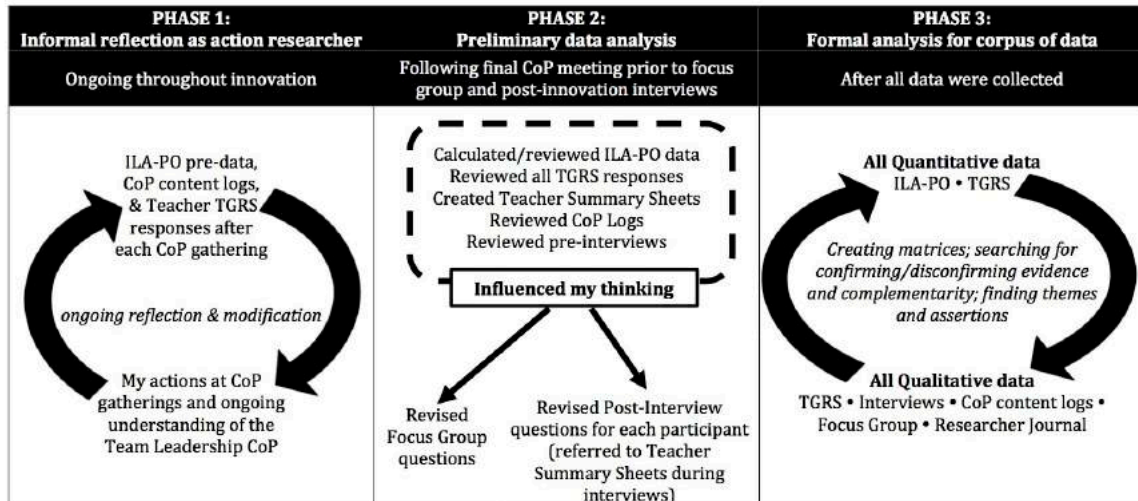 PHASE 1:
Informal reflection as action researcher
Ongoing throughout innovation
ILA-PO pre-data,
CoP content logs,
& Teacher TGRS
responses after
each CoP gathering
ongoing reflection & modification
My actions at CoP
gatherings and ongoing
understanding of the
Team Leadership CoP
PHASE 2:
Preliminary data analysis
Following final CoP meeting prior to focus
group and post-innovation interviews
Calculated/reviewed ILA-PO data
Reviewed all TGRS responses
Created Teacher Summary Sheets
Reviewed CoP Logs
Reviewed pre-interviews
Influenced my thinking
Revised
Focus Group
questions
Revised Post-Interview
questions for each participant
(referred to Teacher
Summary Sheets during
interviews)
PHASE 3:
Formal analysis for corpus of data
After all data were collected
All Quantitative data
ILA-PO • TGRS
Creating matrices; searching for
confirming/disconfirming evidence
and complementarity; finding themes
and assertions
All Qualitative data
TGRS • Interviews • CoP content logs •
Focus Group • Researcher Journal